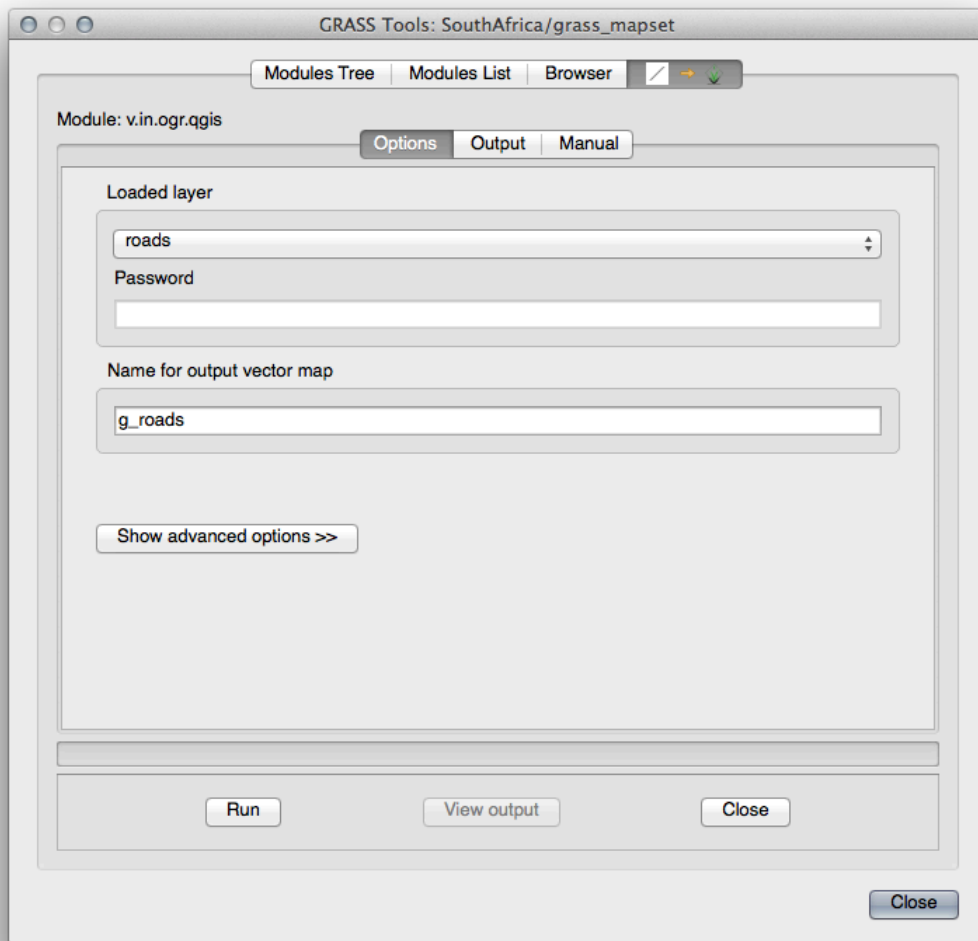 GRASS Tools: SouthAfrica/grass_mapset
Modules Tree Modules List Browser
Module: v.in.ogr.qgis
Options Output Manual
Loaded layer
roads
Password
Name for output vector map
g_roads
Show advanced options >>
Run View output Close
Close